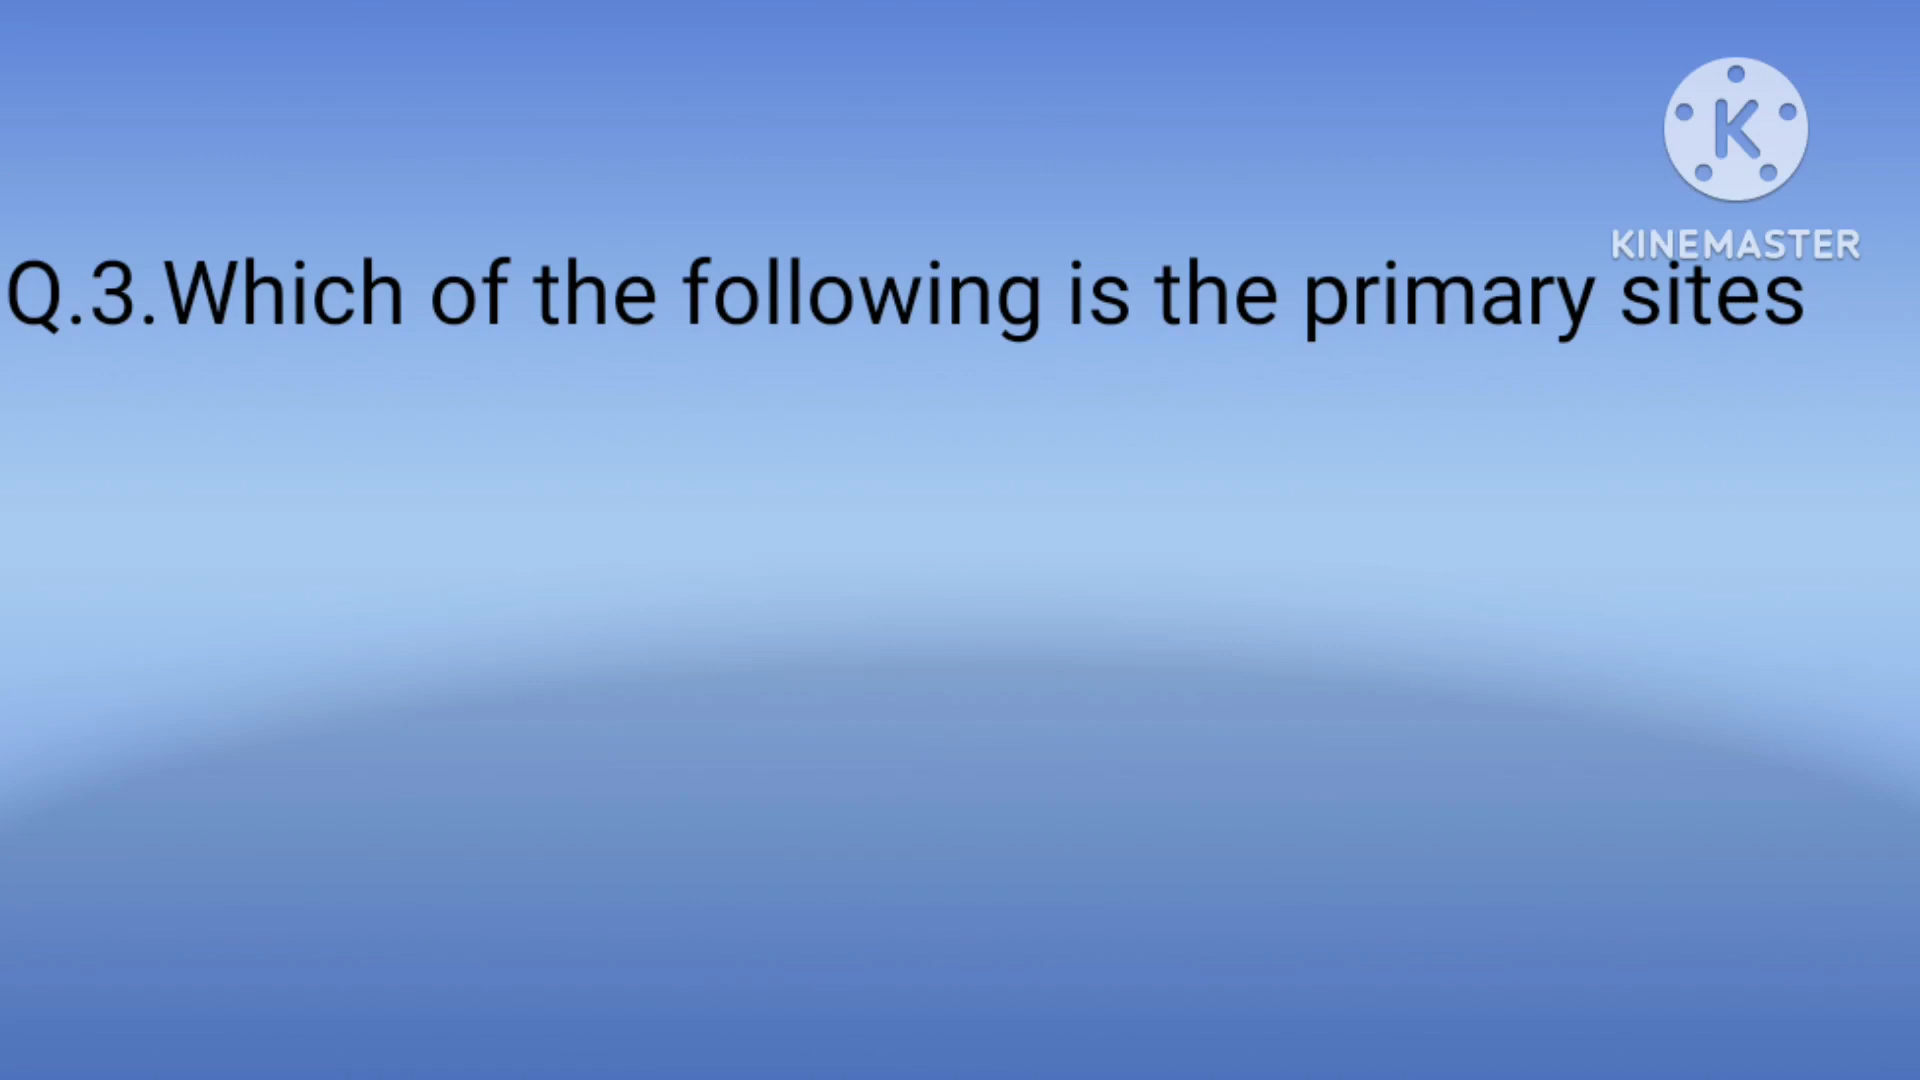 K
KINEMASTER
Q.3.Which of the following is the primary sites